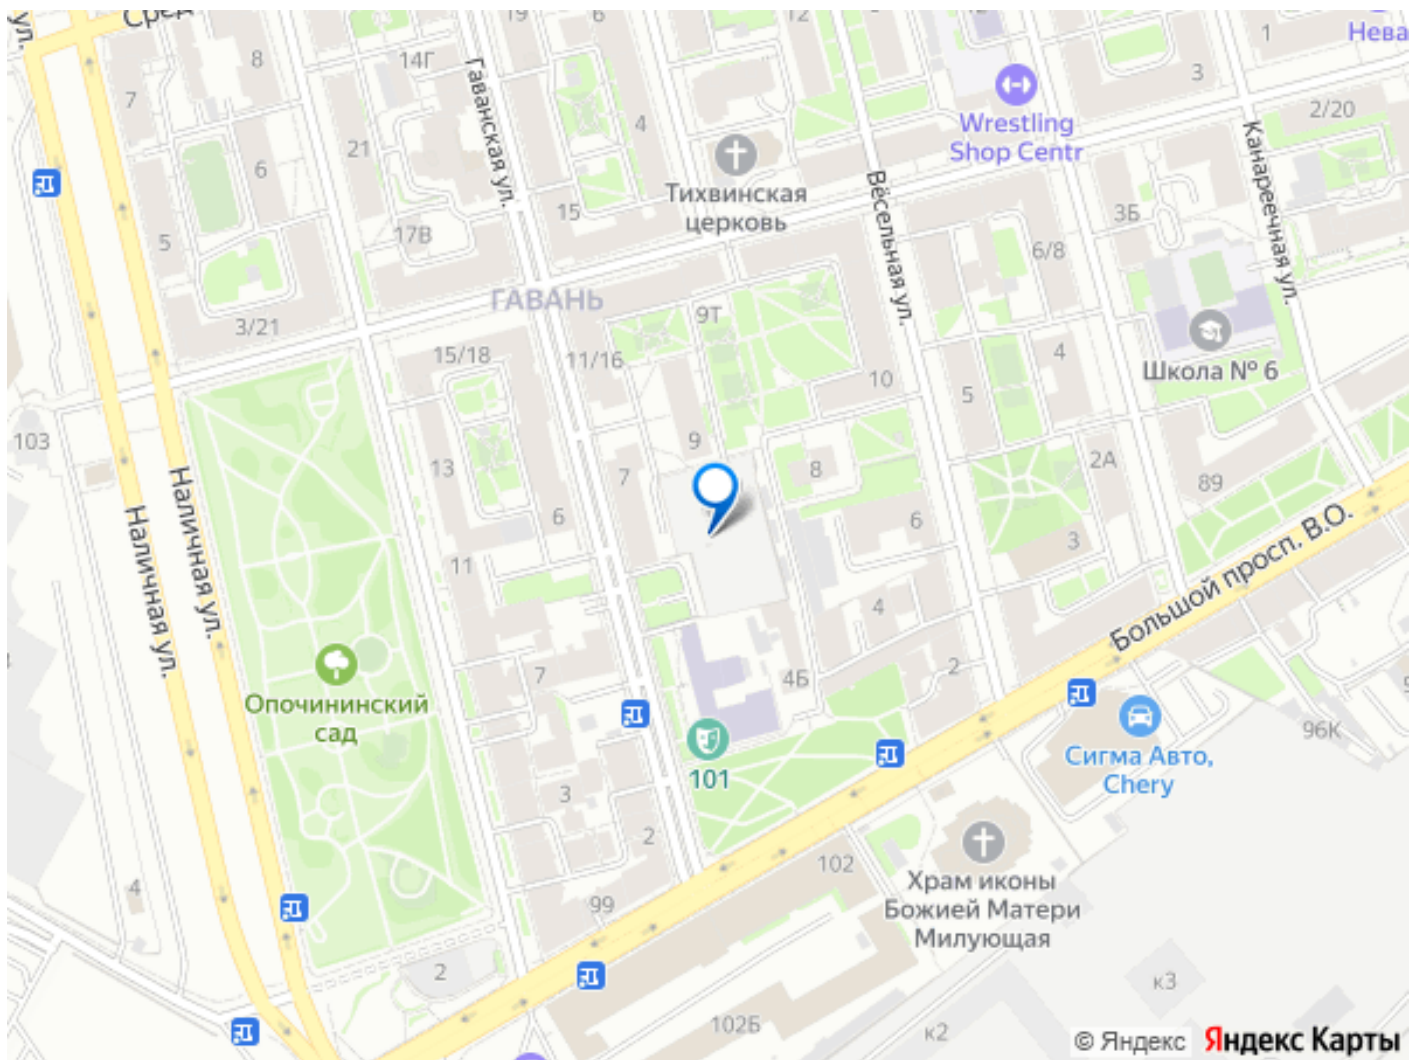 ул.
Сред
19
6
12
1
Нева
8
14Г
7
4
21
6
Гаванская ул.
Wrestling
Shop Centr
3
2/20
Канареечная ул.
Тихвинская
церковь
Вёсельная ул.
15
17В
5
3Б
6/8
ГАВАНЬ
3/21
9Т
15/18
11/16
4
Школа № 6
10
5
103
9
13
7
8
2А
89
Наличная ул.
Наличная ул.
6
6
3
Большой просп. В.О.
11
4
7
4Б
2
Опочининский
сад
96К
Сигма Авто,
Chery
101
3
2
102
4
99
Храм иконы
Божией Матери
Милующая
2
к3
102Б
к2
© Яндекс
Яндекс Карты